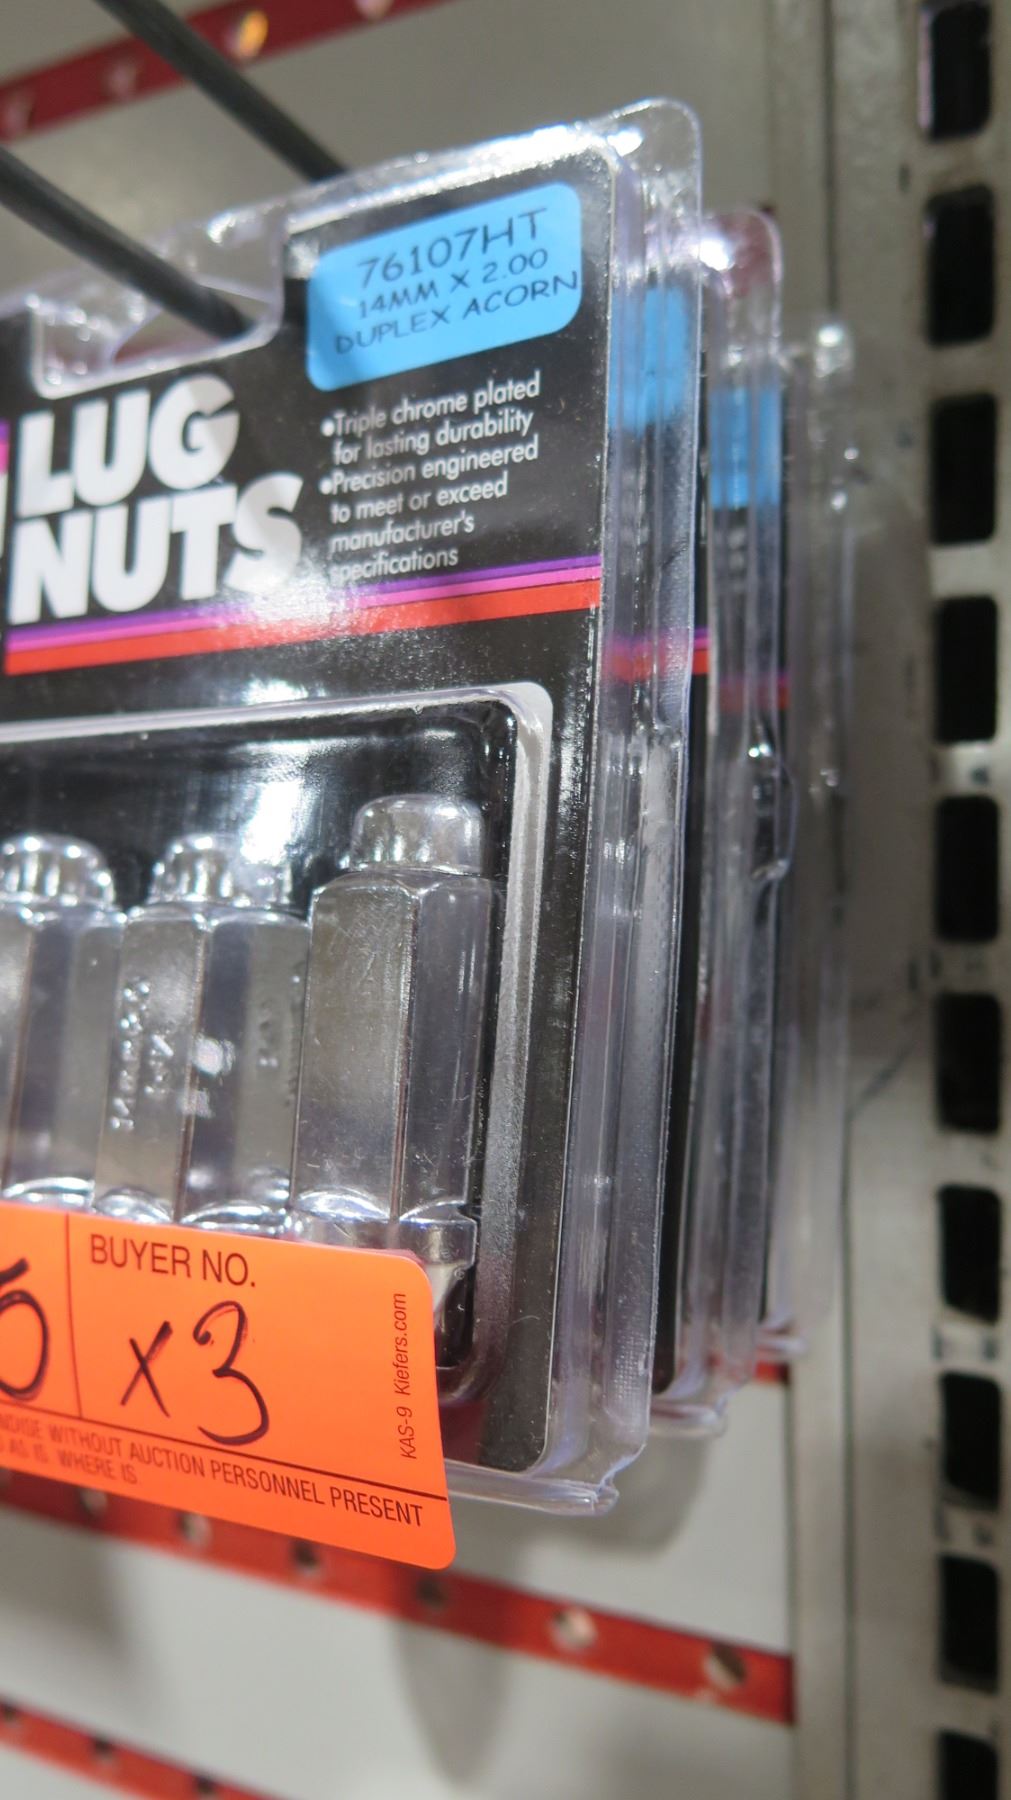 76107HT
14MM X 2.00
DUPLEX ACORN
LUG
NUTS
•Triple chrome plated
for lasting durability
•Precision engineered
to meet or exceed
manufacturer's
specifications
BUYER NO.
x3
KAS-9 Kiefers.com
WITHOUT AUCTION PERSONNEL PRESENT
AS IS WHERE IS